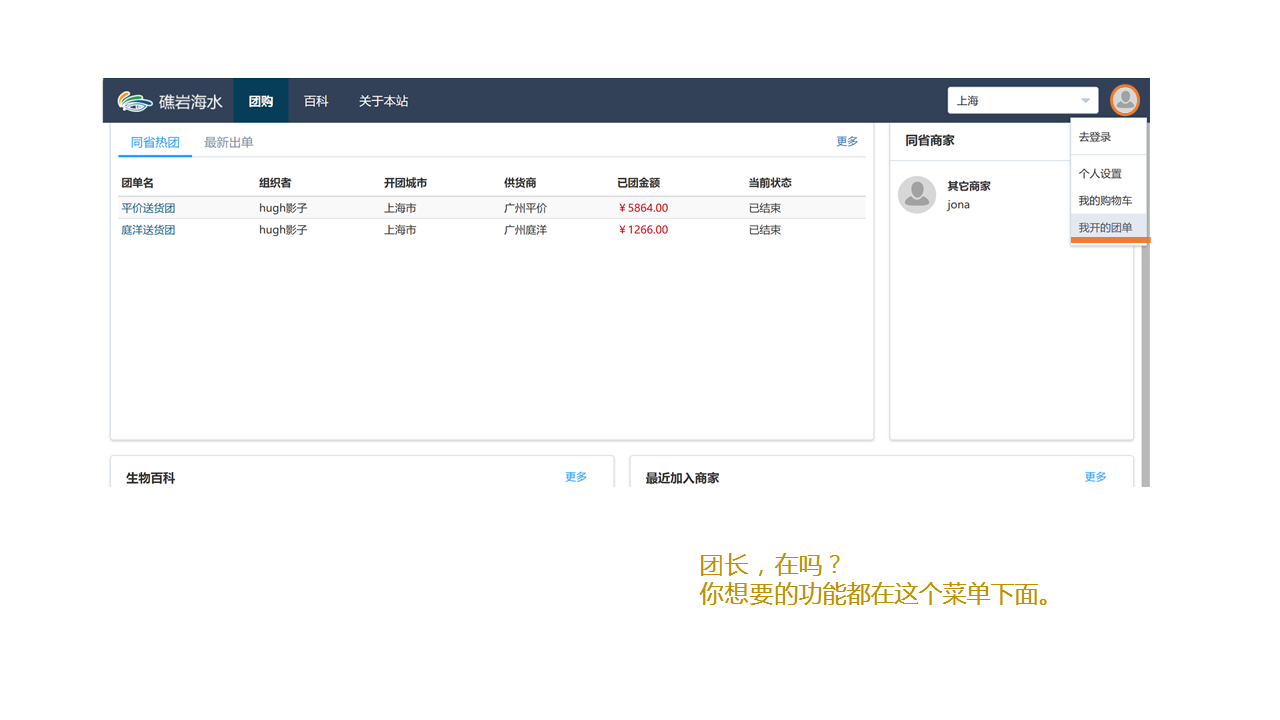 礁岩海水 团购 百科 关于本站 上海
同省热团 最新出单 更多
团单名 组织者 开团城市 供货商 已团金额 当前状态
平价送货团 hugh影子 上海市 广州平价 ￥5864.00 已结束
庭洋送货团 hugh影子 上海市 广州庭洋 ￥1266.00 已结束
同省商家
其它商家
jona
去登录
个人设置
我的购物车
我开的团单
生物百科 更多
最近加入商家 更多
团长，在吗？
你想要的功能都在这个菜单下面。